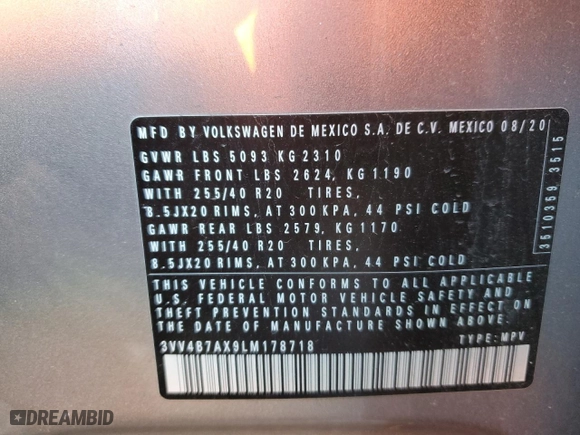 MFD BY VOLKSWAGEN DE MEXICO S.A. DE C.V. MEXICO 08/20
GVWR LBS 5093 KG 2310
GAWR FRONT LBS 2624, KG 1190
WITH 255/40 R20 TIRES,
8.5JX20 RIMS, AT 300 KPA, 44 PSI COLD
GAWR REAR LBS 2579, KG 1170
WITH 255/40 R20 TIRES,
8.5JX20 RIMS, AT 300 KPA, 44 PSI COLD
THIS VEHICLE CONFORMS TO ALL APPLICABLE
U.S. FEDERAL MOTOR VEHICLE SAFETY AND
THEFT PREVENTION STANDARDS IN EFFECT ON
THE DATE OF MANUFACTURE SHOWN ABOVE.
3VV4B7AX9LM178718 TYPE: MPV
3510359 3515
DREAMBID